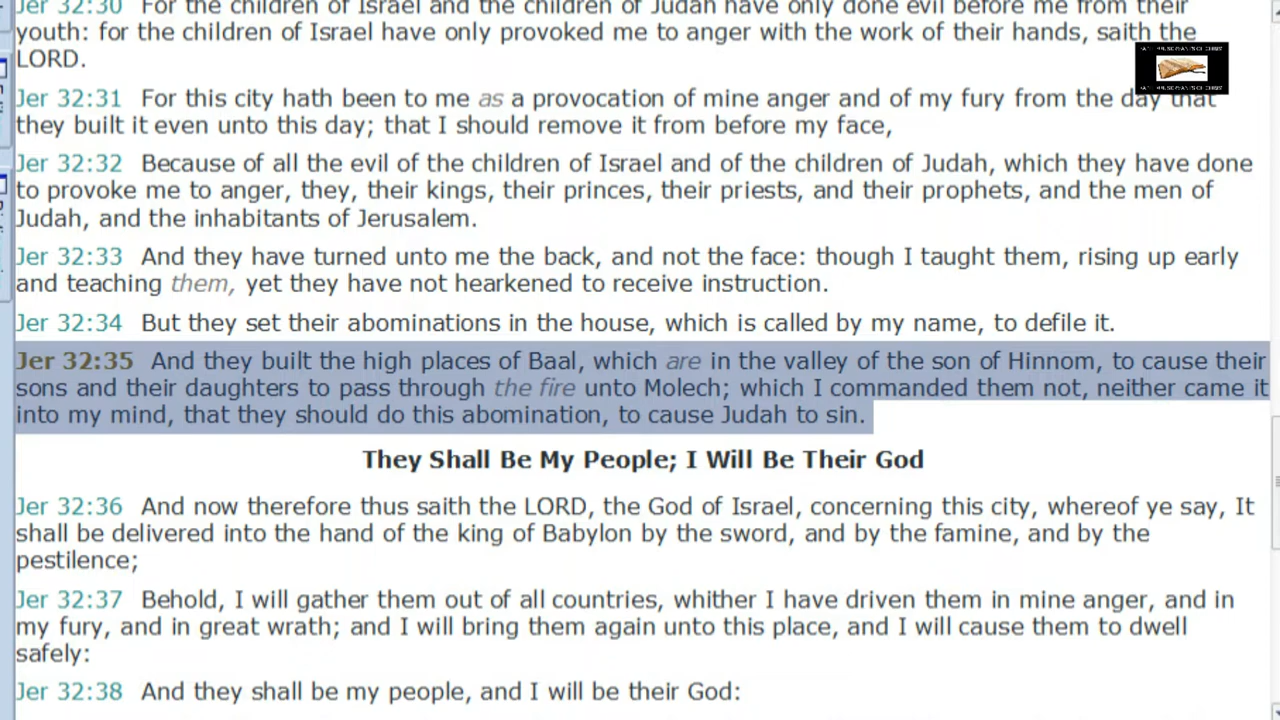 Jer 32:30 For the children of Israel and the children of Judah have only done evil before me from their
youth: for the children of Israel have only provoked me to anger with the work of their hands, saith the
LORD.
Jer 32:31 For this city hath been to me as a provocation of mine anger and of my fury from the day that
they built it even unto this day; that I should remove it from before my face,
Jer 32:32 Because of all the evil of the children of Israel and of the children of Judah, which they have done
to provoke me to anger, they, their kings, their princes, their priests, and their prophets, and the men of
Judah, and the inhabitants of Jerusalem.
Jer 32:33 And they have turned unto me the back, and not the face: though I taught them, rising up early
and teaching them, yet they have not hearkened to receive instruction.
Jer 32:34 But they set their abominations in the house, which is called by my name, to defile it.
Jer 32:35 And they built the high places of Baal, which are in the valley of the son of Hinnom, to cause their
sons and their daughters to pass through the fire unto Molech; which I commanded them not, neither came it
into my mind, that they should do this abomination, to cause Judah to sin.
They Shall Be My People; I Will Be Their God
Jer 32:36 And now therefore thus saith the LORD, the God of Israel, concerning this city, whereof ye say, It
shall be delivered into the hand of the king of Babylon by the sword, and by the famine, and by the
pestilence;
Jer 32:37 Behold, I will gather them out of all countries, whither I have driven them in mine anger, and in
my fury, and in great wrath; and I will bring them again unto this place, and I will cause them to dwell
safely:
Jer 32:38 And they shall be my people, and I will be their God: